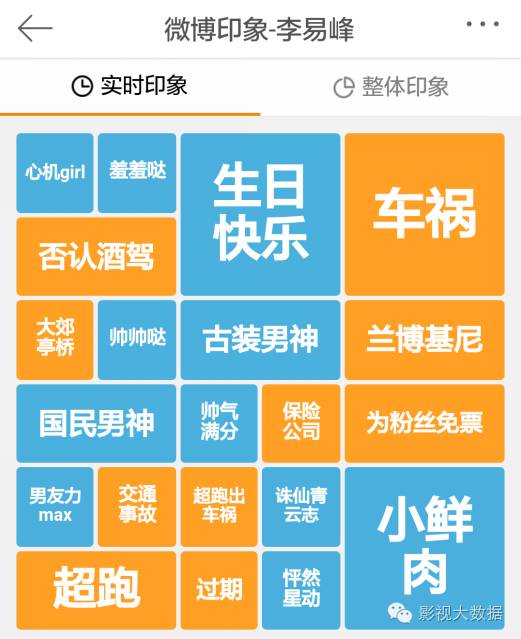 微博印象-李易峰
实时印象
整体印象
心机girl
羞羞哒
生日
快乐
车祸
否认酒驾
大郊
亭桥
帅帅哒
古装男神
兰博基尼
国民男神
帅气
满分
保险
公司
为粉丝免票
男友力
max
交通
事故
超跑出
车祸
诛仙青
云志
小鲜
肉
超跑
过期
怦然
星动
影视大数据